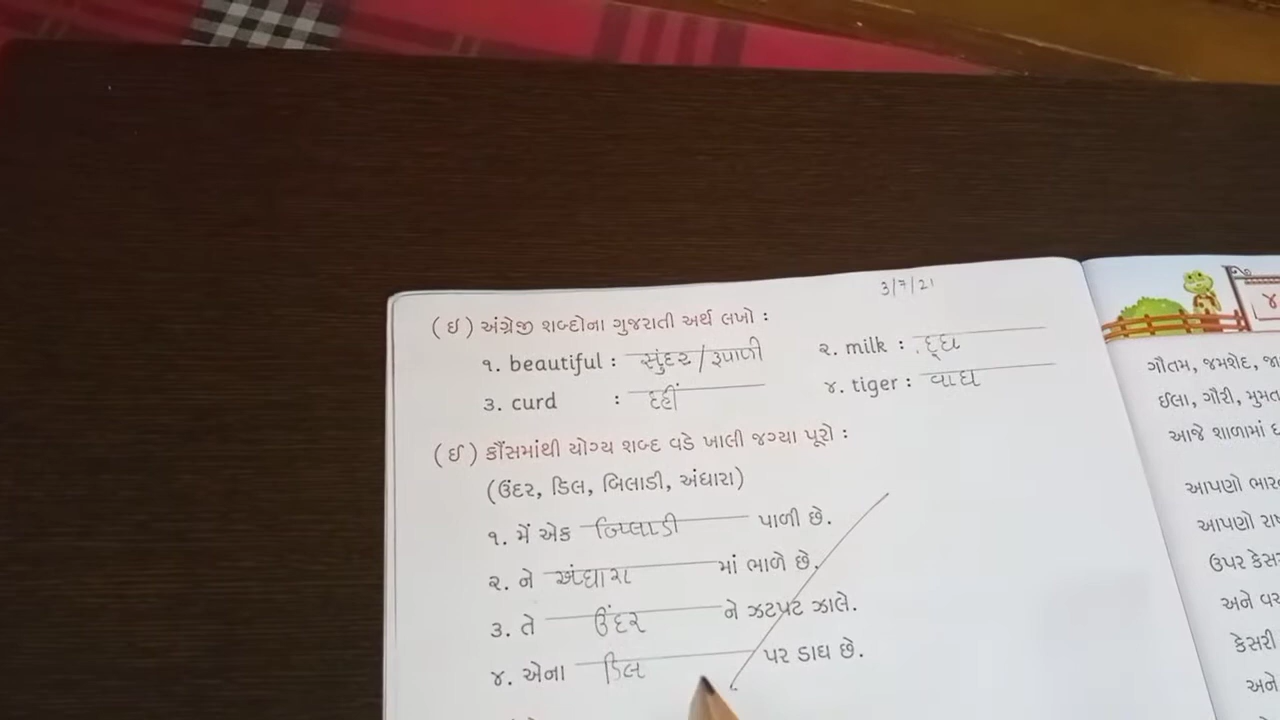 3/7/21
(ઇ) અંગ્રેજી શબ્દોના ગુજરાતી અર્થ લખો :
૧. beautiful : સુંદર/રૂપાળી ૨. milk : દૂધ
૩. curd : દહીં ૪. tiger : વાઘ
(ઈ) કૌંસમાંથી યોગ્ય શબ્દ વડે ખાલી જગ્યા પૂરો :
(ઉંદર, ડિલ, બિલાડી, અંધારા)
૧. મેં એક બિલાડી પાળી છે.
૨. ને અંધારા માં ભાળે છે.
૩. તે ઉંદર ને ઝટપટ ઝાલે.
૪. એના ડિલ પર ડાઘ છે.
૪
ગૌતમ, જમશેદ,
ઈલા, ગૌરી,
આજે શાળામાં
આપણો
આપણો
ઉપર
અને
કેસરી
અને